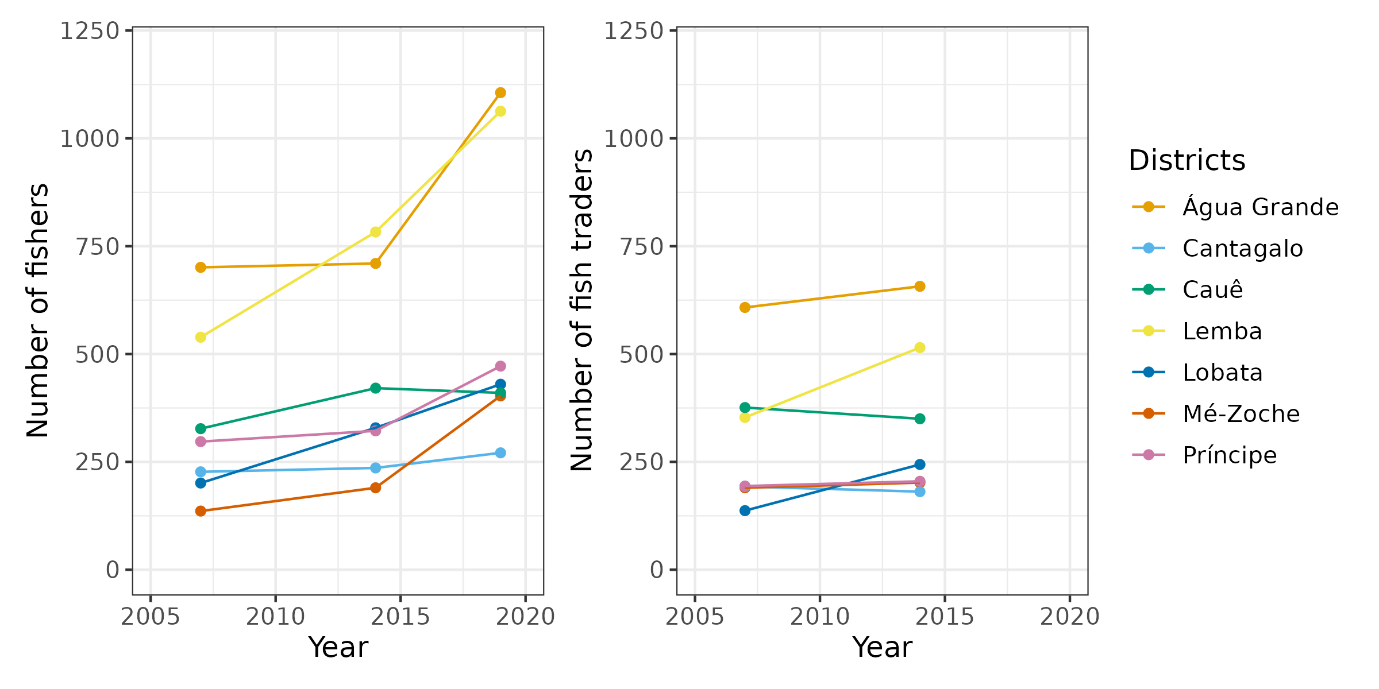 Number of fishers
1250
1000
750
500
250
0
2005 2010 2015 2020
Year
Number of fish traders
1250
1000
750
500
250
0
2005 2010 2015 2020
Year
Districts
Água Grande
Cantagalo
Cauê
Lemba
Lobata
Mé-Zoche
Príncipe